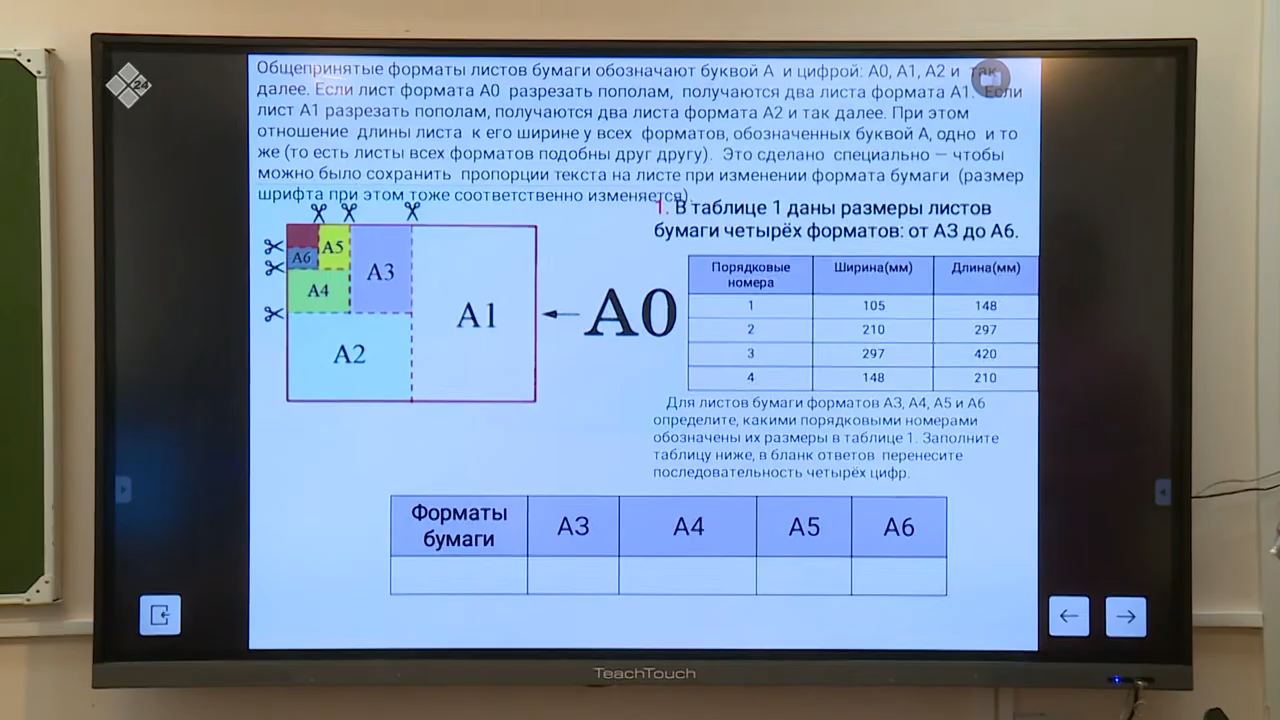 24
Общепринятые форматы листов бумаги обозначают буквой А и цифрой: А0, А1, А2 и так
далее. Если лист формата А0 разрезать пополам, получаются два листа формата А1. Если
лист А1 разрезать пополам, получаются два листа формата А2 и так далее. При этом
отношение длины листа к его ширине у всех форматов, обозначенных буквой А, одно и то
же (то есть листы всех форматов подобны друг другу). Это сделано специально — чтобы
можно было сохранить пропорции текста на листе при изменении формата бумаги (размер
шрифта при этом тоже соответственно изменяется).
A6
A5
A4
A3
A2
A1
A0
1. В таблице 1 даны размеры листов
бумаги четырёх форматов: от А3 до А6.
Порядковые номера Ширина(мм) Длина(мм)
1 105 148
2 210 297
3 297 420
4 148 210
Для листов бумаги форматов А3, А4, А5 и А6
определите, какими порядковыми номерами
обозначены их размеры в таблице 1. Заполните
таблицу ниже, в бланк ответов перенесите
последовательность четырёх цифр.
Форматы бумаги А3 А4 А5 А6
TeachTouch